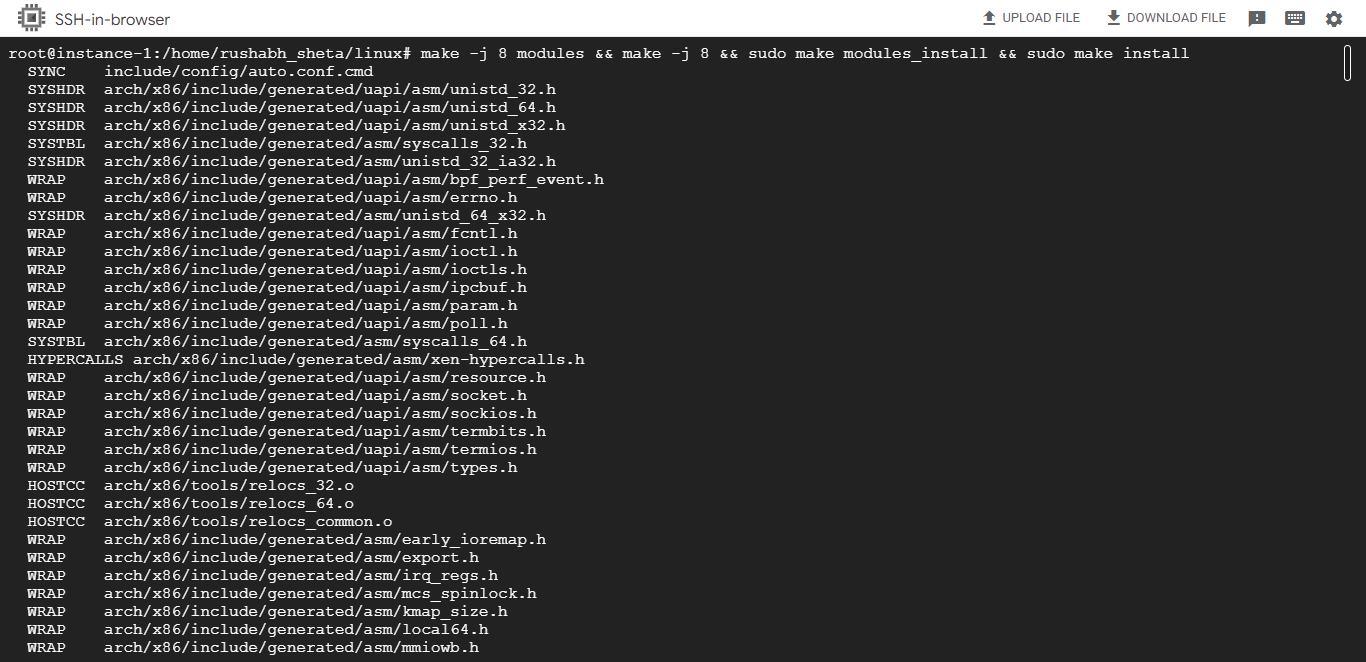 SSH-in-browser UPLOAD FILE DOWNLOAD FILE
root@instance-1:/home/rushabh_sheta/linux# make -j 8 modules && make -j 8 && sudo make modules_install && sudo make install
SYNC include/config/auto.conf.cmd
SYSHDR arch/x86/include/generated/uapi/asm/unistd_32.h
SYSHDR arch/x86/include/generated/uapi/asm/unistd_64.h
SYSHDR arch/x86/include/generated/uapi/asm/unistd_x32.h
SYSTBL arch/x86/include/generated/asm/syscalls_32.h
SYSHDR arch/x86/include/generated/asm/unistd_32_ia32.h
WRAP arch/x86/include/generated/uapi/asm/bpf_perf_event.h
WRAP arch/x86/include/generated/uapi/asm/errno.h
SYSHDR arch/x86/include/generated/asm/unistd_64_x32.h
WRAP arch/x86/include/generated/uapi/asm/fcntl.h
WRAP arch/x86/include/generated/uapi/asm/ioctl.h
WRAP arch/x86/include/generated/uapi/asm/ioctls.h
WRAP arch/x86/include/generated/uapi/asm/ipcbuf.h
WRAP arch/x86/include/generated/uapi/asm/param.h
WRAP arch/x86/include/generated/uapi/asm/poll.h
SYSTBL arch/x86/include/generated/asm/syscalls_64.h
HYPERCALLS arch/x86/include/generated/asm/xen-hypercalls.h
WRAP arch/x86/include/generated/uapi/asm/resource.h
WRAP arch/x86/include/generated/uapi/asm/socket.h
WRAP arch/x86/include/generated/uapi/asm/sockios.h
WRAP arch/x86/include/generated/uapi/asm/termbits.h
WRAP arch/x86/include/generated/uapi/asm/termios.h
WRAP arch/x86/include/generated/uapi/asm/types.h
HOSTCC arch/x86/tools/relocs_32.o
HOSTCC arch/x86/tools/relocs_64.o
HOSTCC arch/x86/tools/relocs_common.o
WRAP arch/x86/include/generated/asm/early_ioremap.h
WRAP arch/x86/include/generated/asm/export.h
WRAP arch/x86/include/generated/asm/irq_regs.h
WRAP arch/x86/include/generated/asm/mcs_spinlock.h
WRAP arch/x86/include/generated/asm/kmap_size.h
WRAP arch/x86/include/generated/asm/local64.h
WRAP arch/x86/include/generated/asm/mmiowb.h